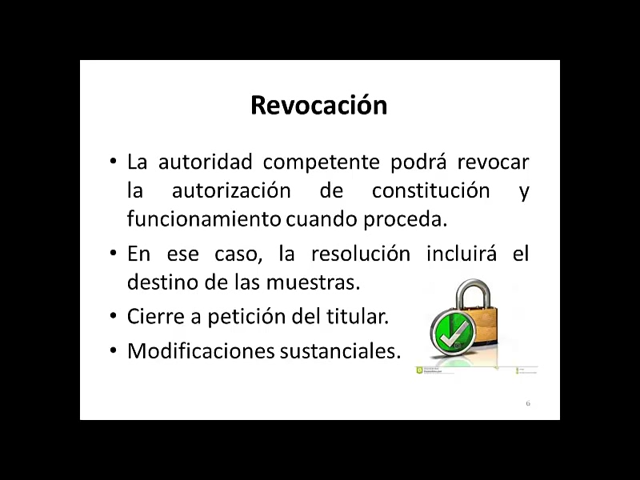 Revocación
• La autoridad competente podrá revocar
la autorización de constitución y
funcionamiento cuando proceda.
• En ese caso, la resolución incluirá el
destino de las muestras.
• Cierre a petición del titular.
• Modificaciones sustanciales.
6